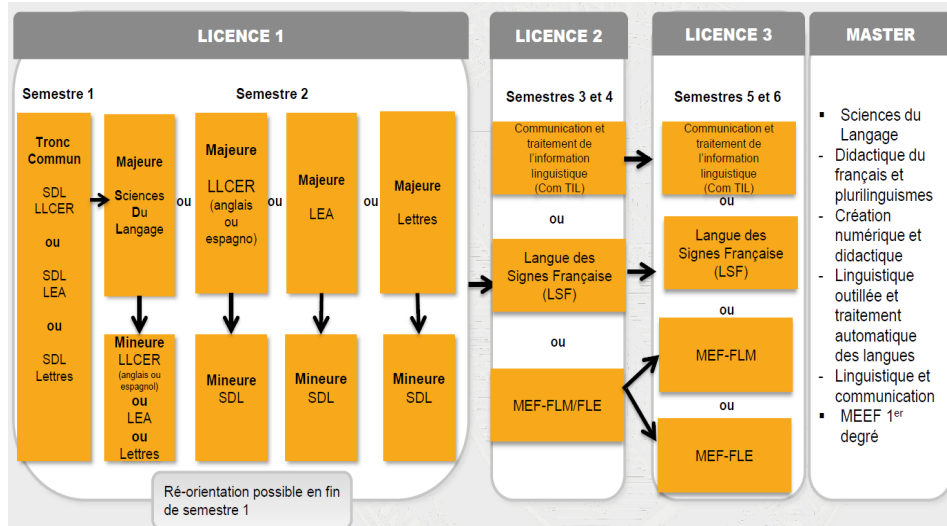 LICENCE 1
Semestre 1
Semestre 2
Tronc
Commun
SDL
LLCER
ou
SDL
LEA
ou
SDL
Lettres
Majeure
Sciences
Du
Langage
ou
Majeure
LLCER
(anglais
ou
espagno)
ou
Majeure
LEA
ou
Majeure
Lettres
Mineure
LLCER
(anglais ou
espagnol)
ou
LEA
ou
Lettres
Mineure
SDL
Mineure
SDL
Mineure
SDL
Ré-orientation possible en fin
de semestre 1
LICENCE 2
Semestres 3 et 4
Communication et
traitement de
l'information
linguistique
(Com TIL)
ou
Langue des
Signes Française
(LSF)
ou
MEF-FLM/FLE
LICENCE 3
Semestres 5 et 6
Communication et
traitement de
l'information
linguistique
(Com TIL)
ou
Langue des
Signes Française
(LSF)
ou
MEF-FLM
ou
MEF-FLE
MASTER
▪ Sciences du
Langage
- Didactique du
français et
plurilinguismes
- Création
numérique et
didactique
- Linguistique
outillée et
traitement
automatique
des langues
- Linguistique et
communication
▪ MEEF 1er
degré